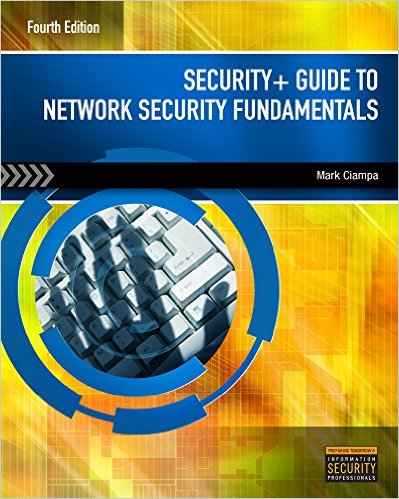 Fourth Edition
SECURITY+ GUIDE TO
NETWORK SECURITY FUNDAMENTALS
Mark Ciampa
PREPARING TOMORROW'S
INFORMATION
SECURITY
PROFESSIONALS